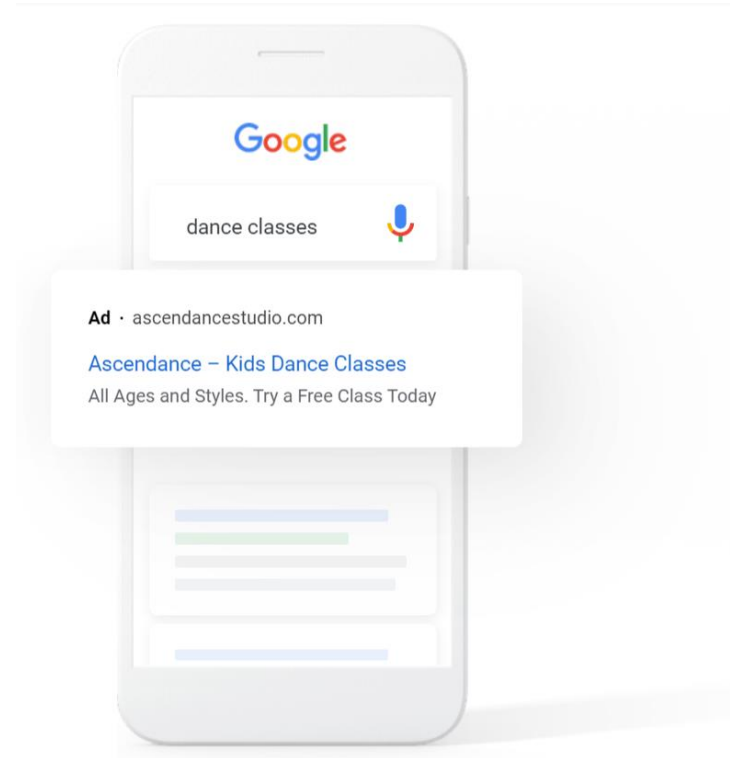 Google
dance classes
Ad · ascendancestudio.com
Ascendance – Kids Dance Classes
All Ages and Styles. Try a Free Class Today